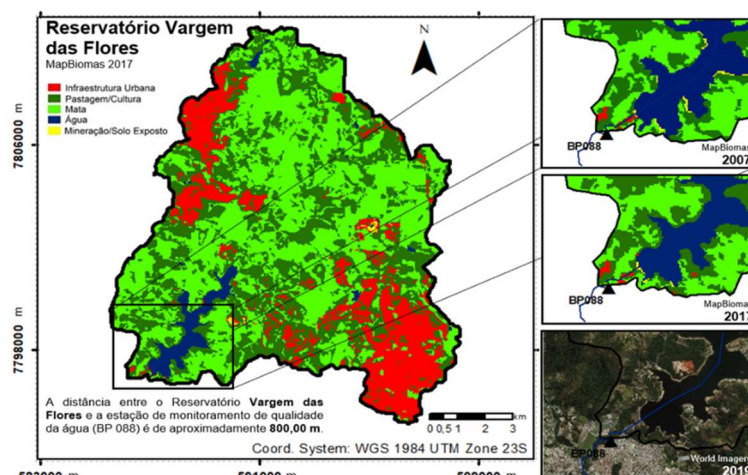 Reservatório Vargem
das Flores
MapBiomas 2017
Infraestrutura Urbana
Pastagem/Cultura
Mata
Água
Mineração/Solo Exposto
N
7806000 m
7798000 m
A distância entre o Reservatório Vargem das
Flores e a estação de monitoramento de qualidade
da água (BP 088) é de aproximadamente 800,00 m.
0 0,5 1 2 3
km
Coord. System: WGS 1984 UTM Zone 23S
BP088
MapBiomas
2007
BP088
MapBiomas
2017
BP088
World Imagery